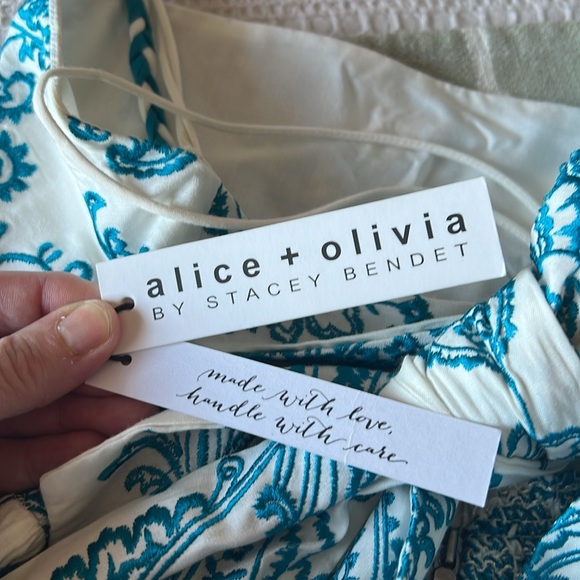 alice + olivia
BY STACEY BENDET
made with love,
handle with care